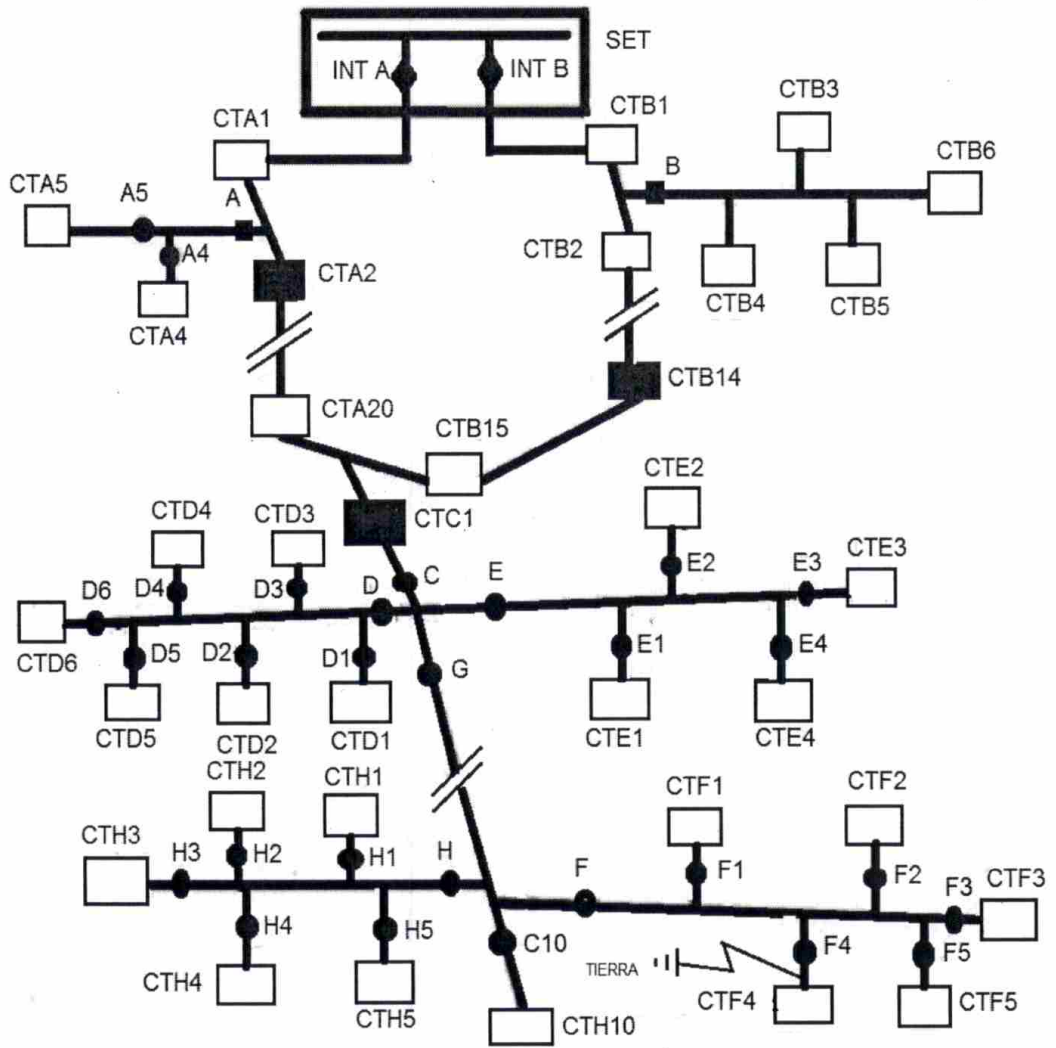 SET
INT A
INT B
CTA1
CTB1
CTB3
CTB6
CTA5
A5
A
B
A4
CTA2
CTB2
CTB4
CTB5
CTA4
CTB14
CTA20
CTB15
CTC1
CTE2
CTD4
CTD3
C
E
E2
E3
CTE3
D6
D4
D3
D
CTD6
D5
D2
D1
G
E1
E4
CTD5
CTD2
CTD1
CTE1
CTE4
CTH2
CTH1
CTF1
CTF2
CTH3
H3
H2
H1
H
F
F1
F2
F3
CTF3
H4
H5
C10
F4
F5
TIERRA
CTH4
CTH5
CTH10
CTF4
CTF5